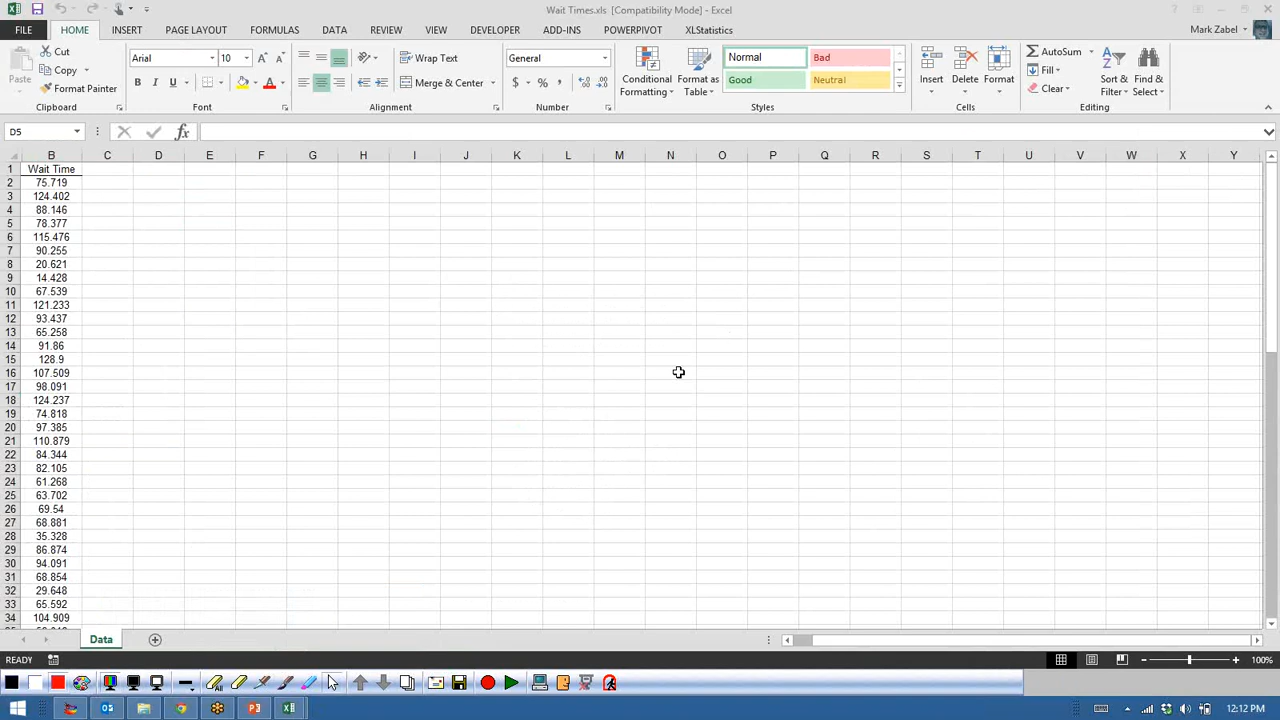 Wait Times.xls [Compatibility Mode] - Excel
FILE HOME INSERT PAGE LAYOUT FORMULAS DATA REVIEW VIEW DEVELOPER ADD-INS POWERPIVOT XLStatistics Mark Zabel
Paste
Cut
Copy
Format Painter
Clipboard
Arial 10
B I U
Font
Wrap Text
Merge & Center
Alignment
General
$ % ,
Number
Conditional Formatting
Format as Table
Normal Bad
Good Neutral
Styles
Insert Delete Format
Cells
AutoSum
Fill
Clear
Sort & Filter
Find & Select
Editing
D5 fx
B C D E F G H I J K L M N O P Q R S T U V W X Y
1 Wait Time
2 75.719
3 124.402
4 88.146
5 78.377
6 115.476
7 90.255
8 20.621
9 14.428
10 67.539
11 121.233
12 93.437
13 65.258
14 91.86
15 128.9
16 107.509
17 98.091
18 124.237
19 74.818
20 97.385
21 110.879
22 84.344
23 82.105
24 61.268
25 63.702
26 69.54
27 68.881
28 35.328
29 86.874
30 94.091
31 68.854
32 29.648
33 65.592
34 104.909
Data
READY 100%
12:12 PM